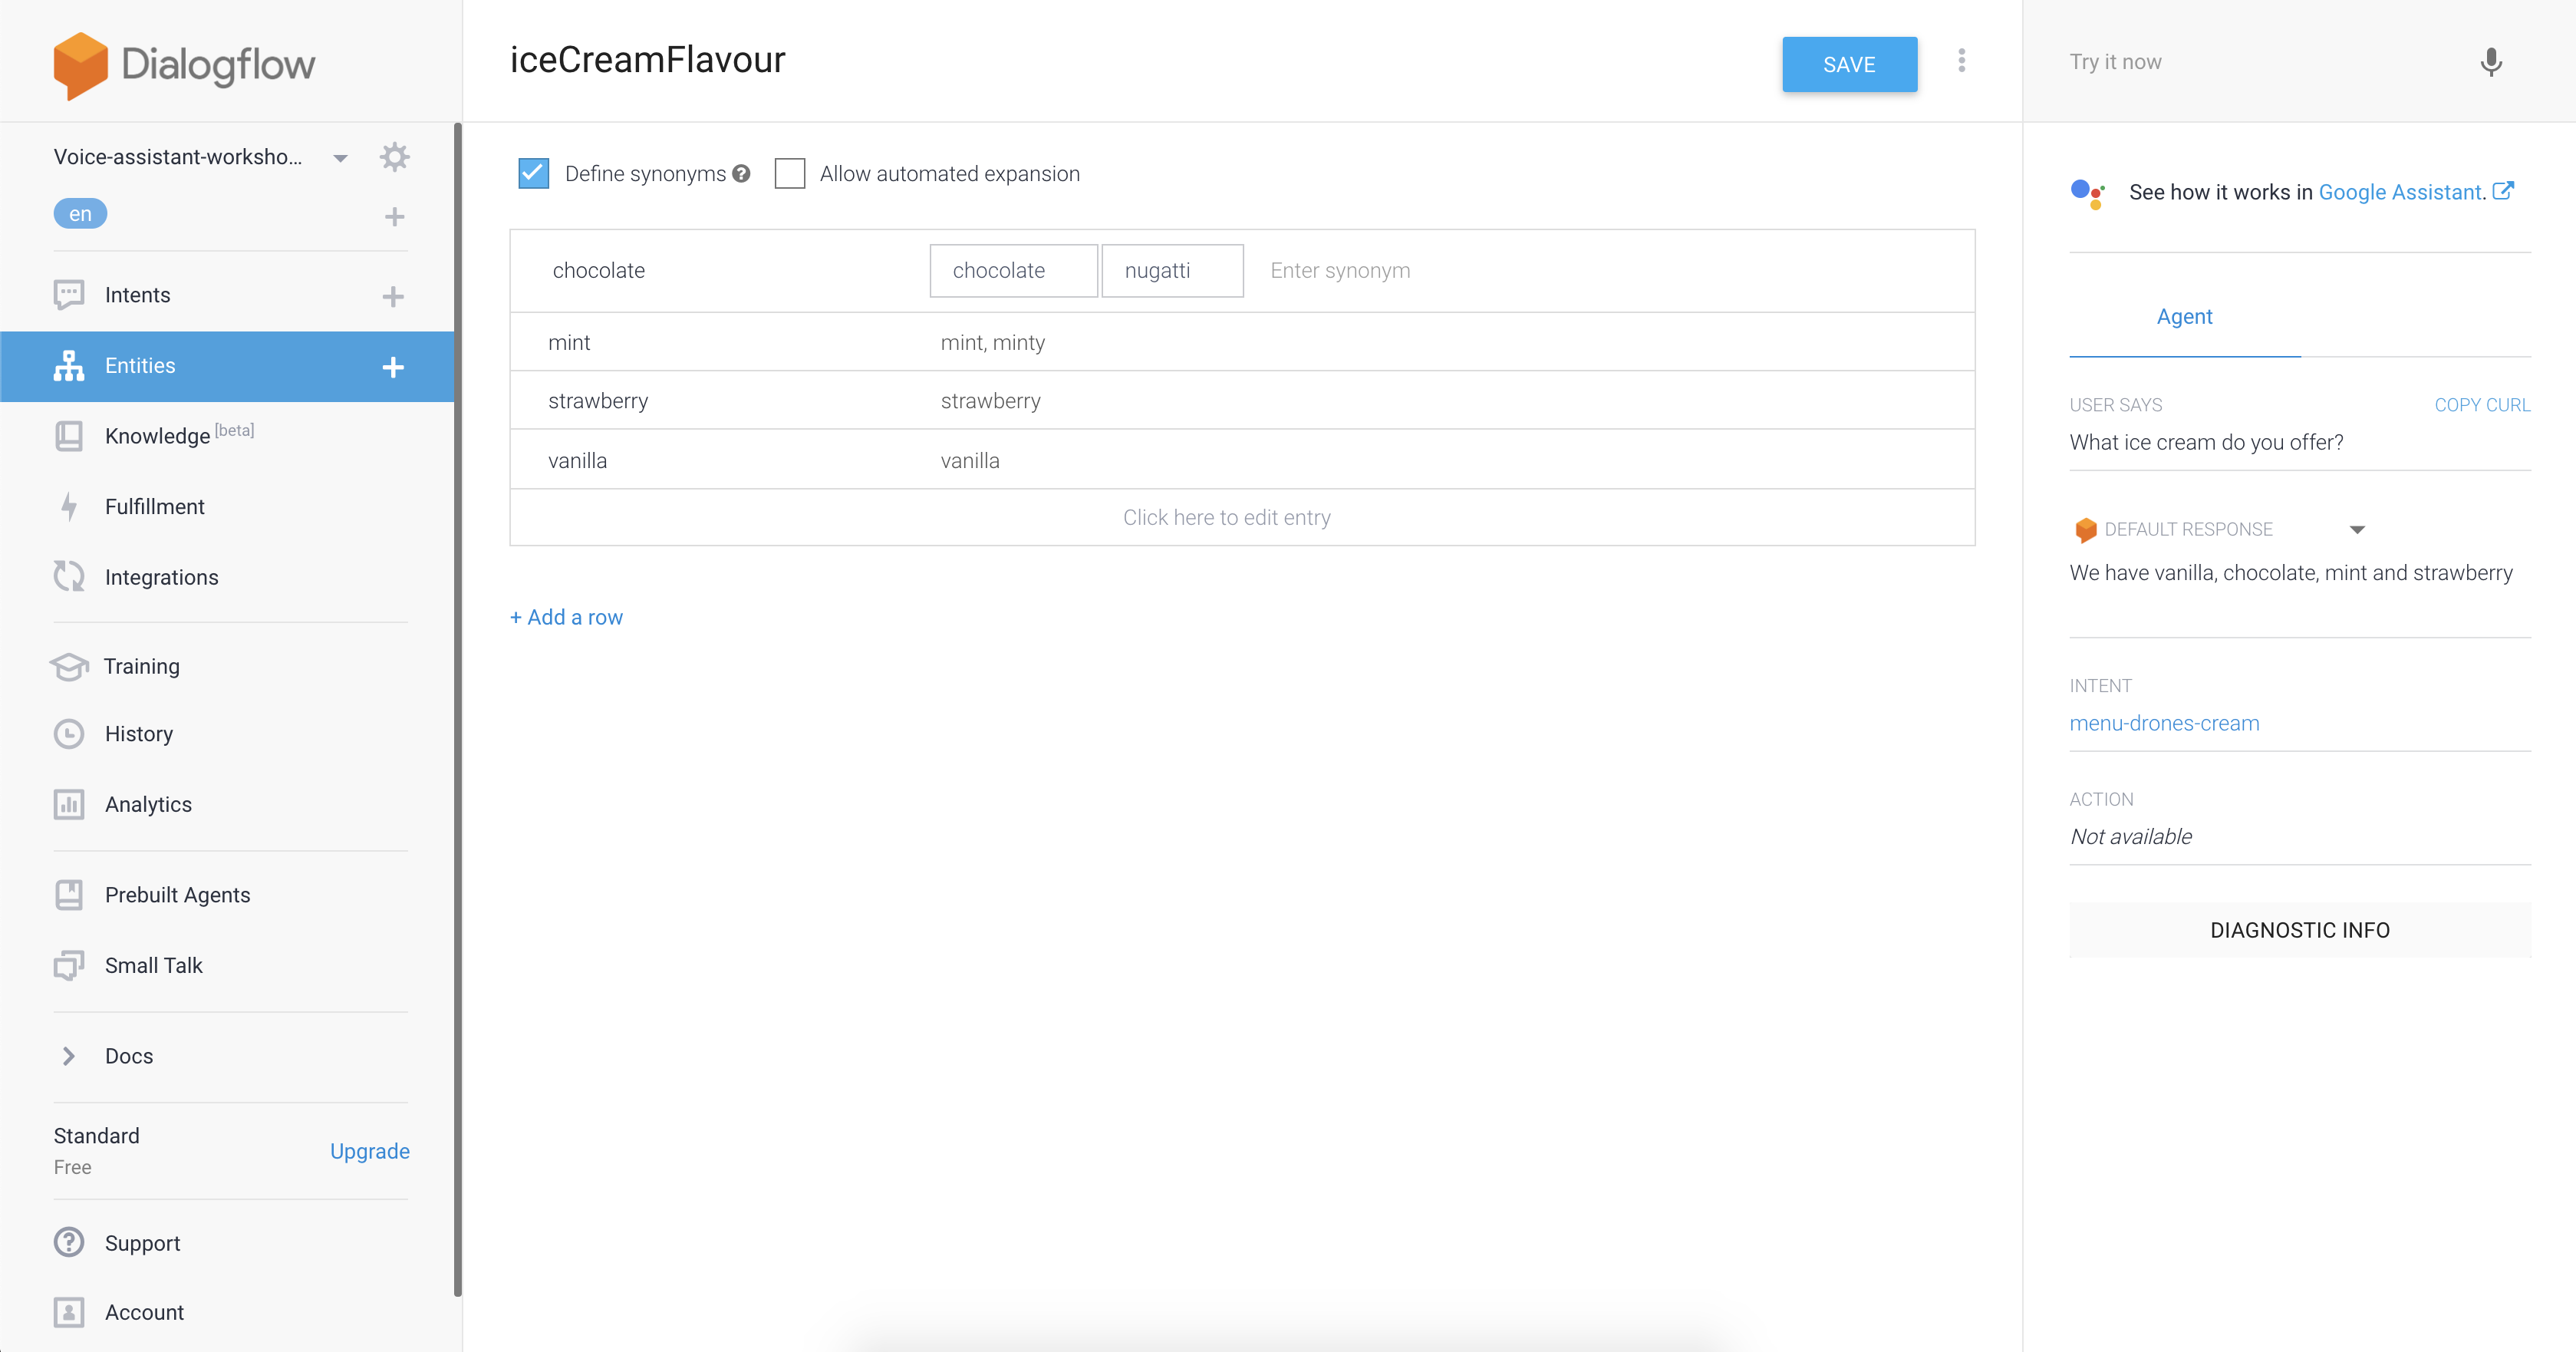 Dialogflow
Voice-assistant-worksho...
en
Intents
Entities
Knowledge [beta]
Fulfillment
Integrations
Training
History
Analytics
Prebuilt Agents
Small Talk
Docs
Standard
Free
Upgrade
Support
Account
iceCreamFlavour
SAVE
Define synonyms ? Allow automated expansion
chocolate chocolate nugatti Enter synonym
mint mint, minty
strawberry strawberry
vanilla vanilla
Click here to edit entry
+ Add a row
Try it now
See how it works in Google Assistant.
Agent
USER SAYS COPY CURL
What ice cream do you offer?
DEFAULT RESPONSE
We have vanilla, chocolate, mint and strawberry
INTENT
menu-drones-cream
ACTION
Not available
DIAGNOSTIC INFO